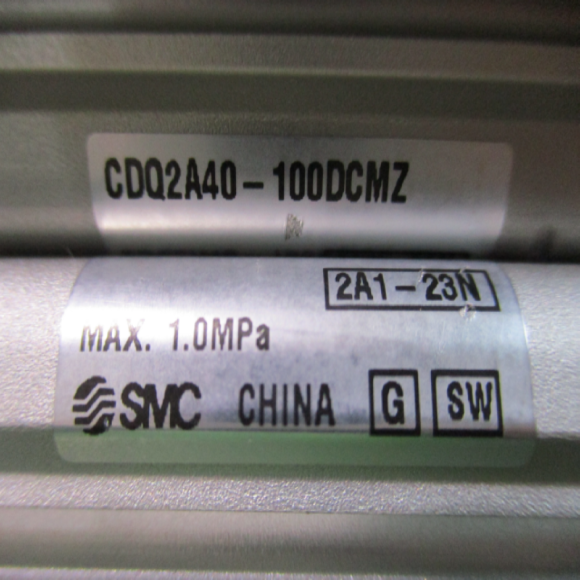 CDQ2A40-100DCMZ
2A1-23N
MAX. 1.0MPa
SMC CHINA G SW